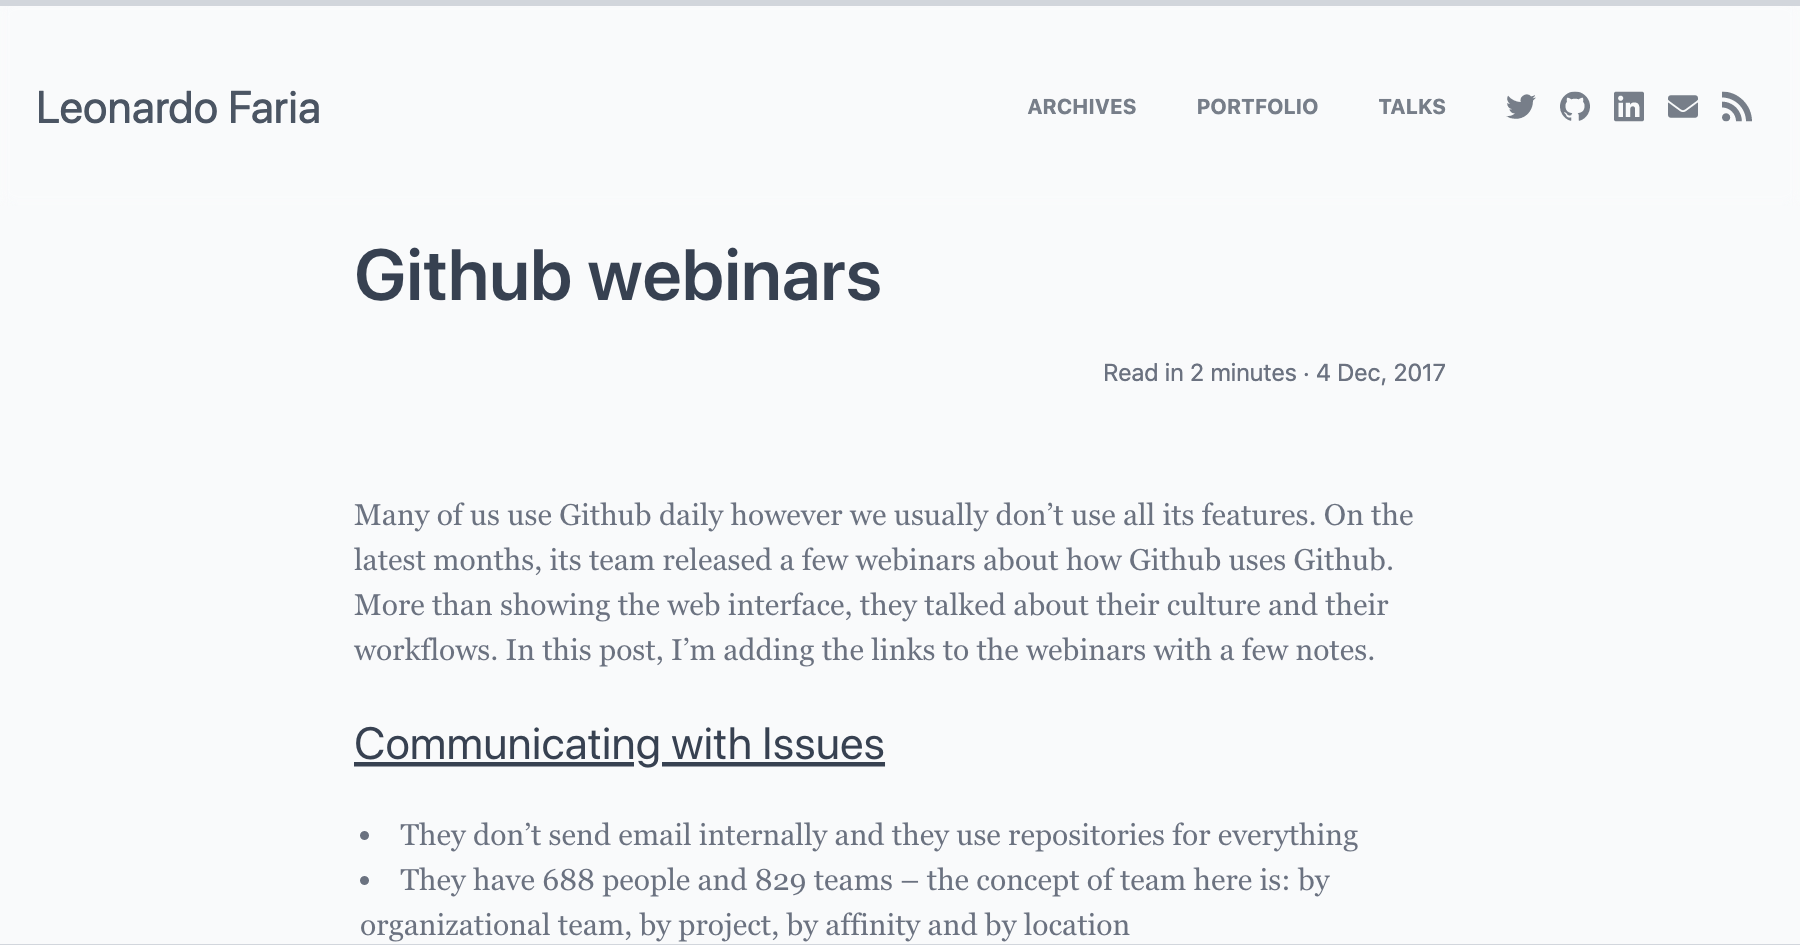 Leonardo Faria
ARCHIVES PORTFOLIO TALKS
Github webinars
Read in 2 minutes · 4 Dec, 2017
Many of us use Github daily however we usually don’t use all its features. On the
latest months, its team released a few webinars about how Github uses Github.
More than showing the web interface, they talked about their culture and their
workflows. In this post, I’m adding the links to the webinars with a few notes.
Communicating with Issues
• They don’t send email internally and they use repositories for everything
• They have 688 people and 829 teams – the concept of team here is: by
organizational team, by project, by affinity and by location